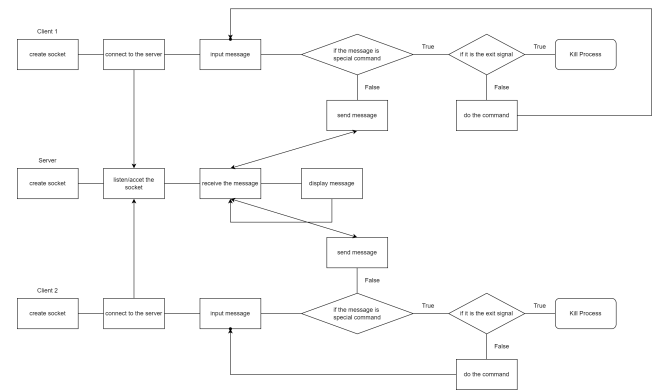 Client 1
create socket
connect to the server
input message
if the message is
special command
True
if it is the exit signal
True
Kill Process
False
False
send message
do the command
Server
create socket
listen/accet the
socket
receive the message
display message
send message
False
Client 2
create socket
connect to the server
input message
if the message is
special command
True
if it is the exit signal
True
Kill Process
False
do the command